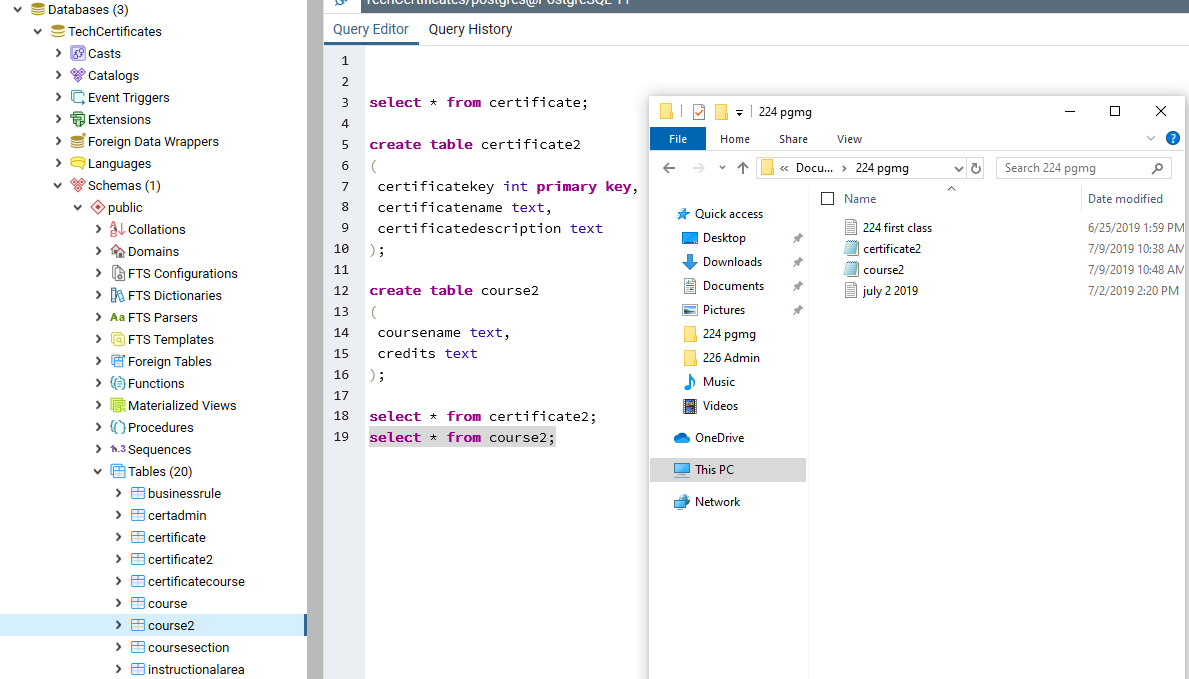 Databases (3)
TechCertificates
Casts
Catalogs
Event Triggers
Extensions
Foreign Data Wrappers
Languages
Schemas (1)
public
Collations
Domains
FTS Configurations
FTS Dictionaries
Aa FTS Parsers
FTS Templates
Foreign Tables
Functions
Materialized Views
Procedures
1..3 Sequences
Tables (20)
businessrule
certadmin
certificate
certificate2
certificatecourse
course
course2
coursesection
instructionalarea
TechCertificates/postgres@PostgreSQL 11
Query Editor Query History
1
2
3 select * from certificate;
4
5 create table certificate2
6 (
7 certificatekey int primary key,
8 certificatename text,
9 certificatedescription text
10 );
11
12 create table course2
13 (
14 coursename text,
15 credits text
16 );
17
18 select * from certificate2;
19 select * from course2;
224 pgmg
File Home Share View
« Docu... › 224 pgmg
Search 224 pgmg
Quick access
Desktop
Downloads
Documents
Pictures
224 pgmg
226 Admin
Music
Videos
OneDrive
This PC
Network
Name Date modified
224 first class 6/25/2019 1:59 PM
certificate2 7/9/2019 10:38 AM
course2 7/9/2019 10:48 AM
july 2 2019 7/2/2019 2:20 PM